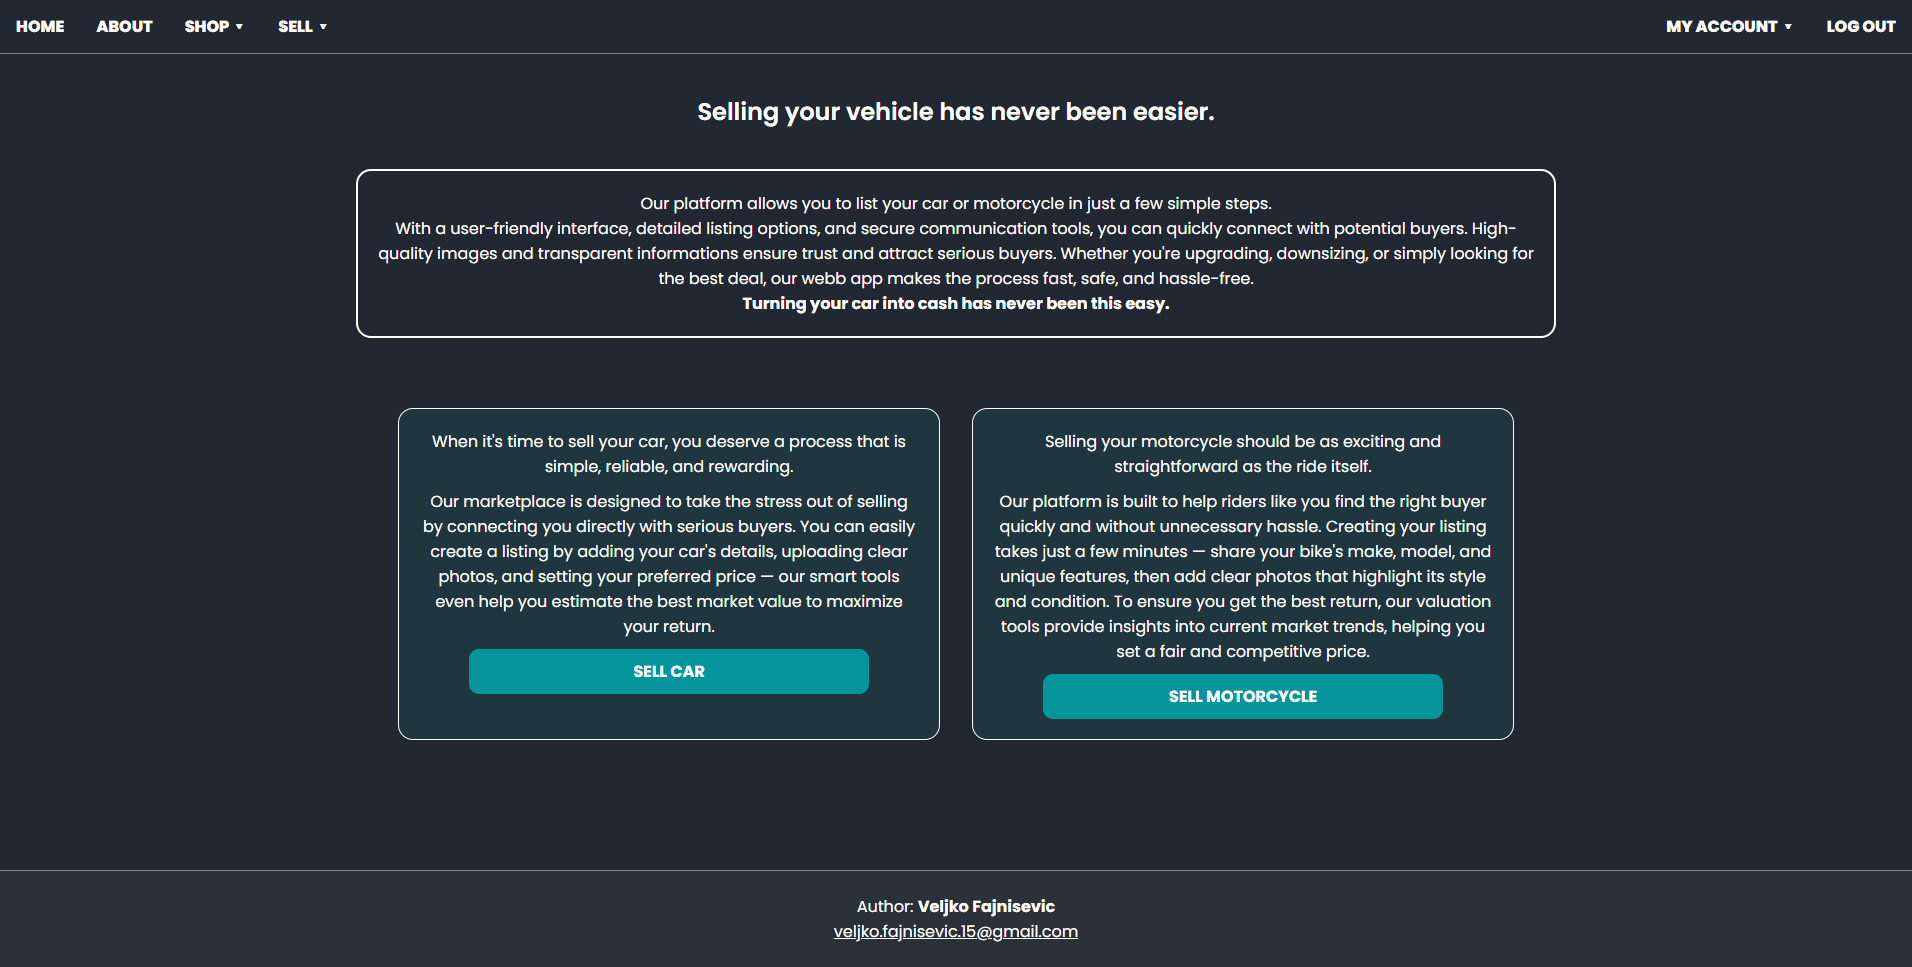 HOME ABOUT SHOP ▼ SELL ▼ MY ACCOUNT ▼ LOG OUT
Selling your vehicle has never been easier.
Our platform allows you to list your car or motorcycle in just a few simple steps.
With a user-friendly interface, detailed listing options, and secure communication tools, you can quickly connect with potential buyers. High-
quality images and transparent informations ensure trust and attract serious buyers. Whether you're upgrading, downsizing, or simply looking for
the best deal, our webb app makes the process fast, safe, and hassle-free.
Turning your car into cash has never been this easy.
When it's time to sell your car, you deserve a process that is
simple, reliable, and rewarding.
Our marketplace is designed to take the stress out of selling
by connecting you directly with serious buyers. You can easily
create a listing by adding your car's details, uploading clear
photos, and setting your preferred price — our smart tools
even help you estimate the best market value to maximize
your return.
SELL CAR
Selling your motorcycle should be as exciting and
straightforward as the ride itself.
Our platform is built to help riders like you find the right buyer
quickly and without unnecessary hassle. Creating your listing
takes just a few minutes — share your bike's make, model, and
unique features, then add clear photos that highlight its style
and condition. To ensure you get the best return, our valuation
tools provide insights into current market trends, helping you
set a fair and competitive price.
SELL MOTORCYCLE
Author: Veljko Fajnisevic
veljko.fajnisevic.15@gmail.com